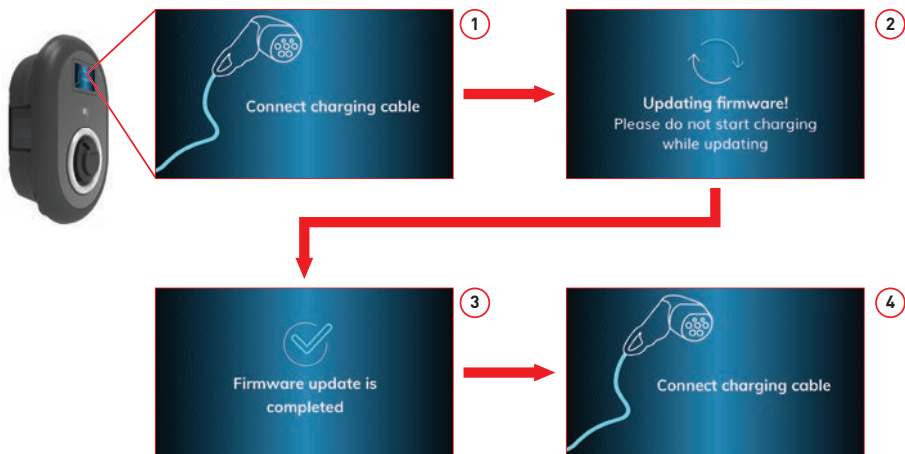 1
Connect charging cable
2
Updating firmware!
Please do not start charging
while updating
3
Firmware update is
completed
4
Connect charging cable